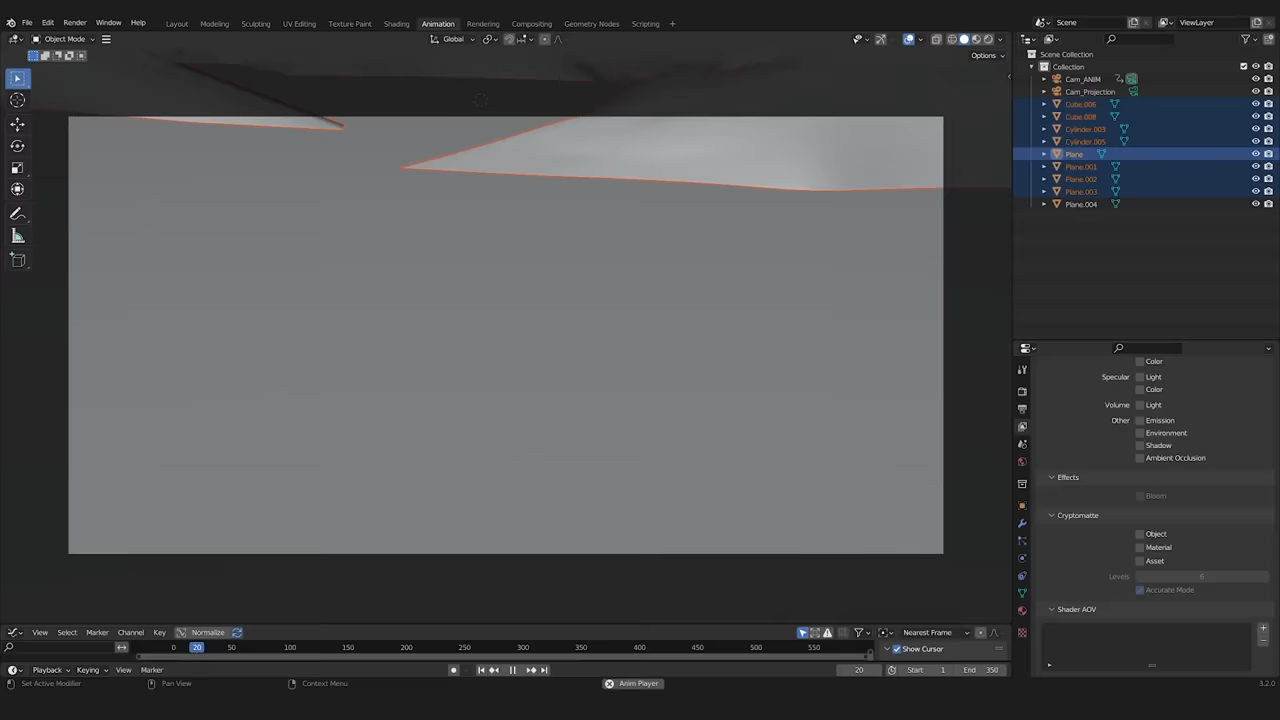 File Edit Render Window Help Layout Modeling Sculpting UV Editing Texture Paint Shading Animation Rendering Compositing Geometry Nodes Scripting + Scene ViewLayer
Object Mode Global
Options
Scene Collection
Collection
Cam_ANIM
Cam_Projection
Cube.006
Cube.008
Cylinder.003
Cylinder.005
Plane
Plane.001
Plane.002
Plane.003
Plane.004
Color
Specular Light
Color
Volume Light
Other Emission
Environment
Shadow
Ambient Occlusion
Effects
Bloom
Cryptomatte
Object
Material
Asset
Levels 6
Accurate Mode
Shader AOV
View Select Marker Channel Key Normalize Nearest Frame
0 20 50 100 150 200 250 300 350 400 450 500 550 Show Cursor
Playback Keying View Marker 20 Start 1 End 350
Set Active Modifier Pan View Context Menu Anim Player 3.2.0